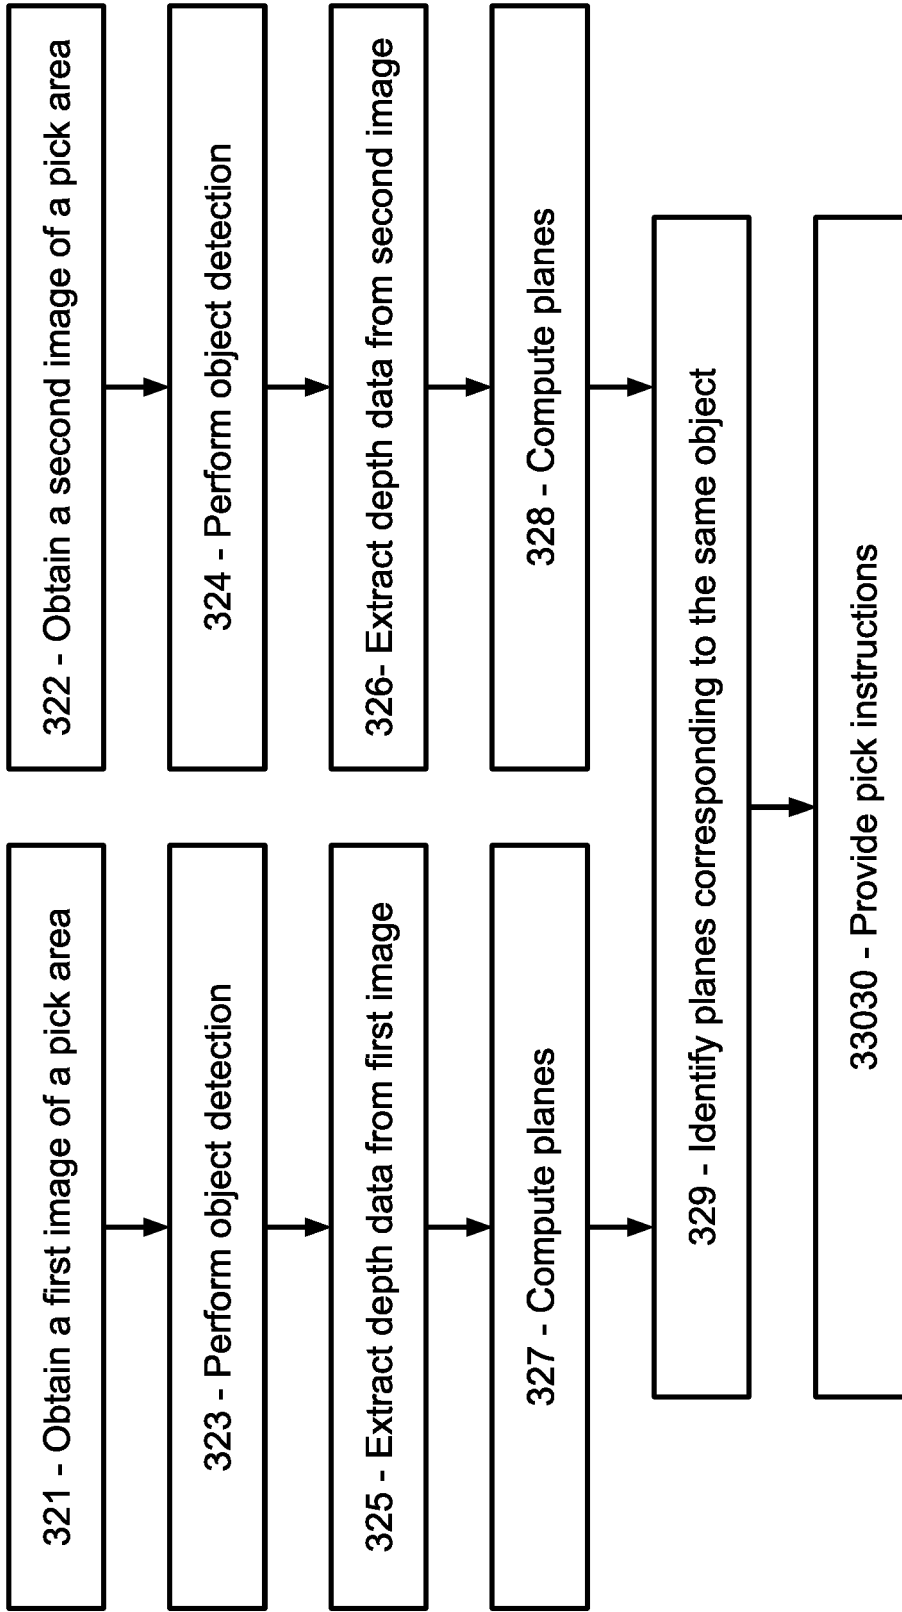 321 - Obtain a first image of a pick area
322 - Obtain a second image of a pick area
323 - Perform object detection
324 - Perform object detection
325 - Extract depth data from first image
326- Extract depth data from second image
327 - Compute planes
328 - Compute planes
329 - Identify planes corresponding to the same object
33030 - Provide pick instructions